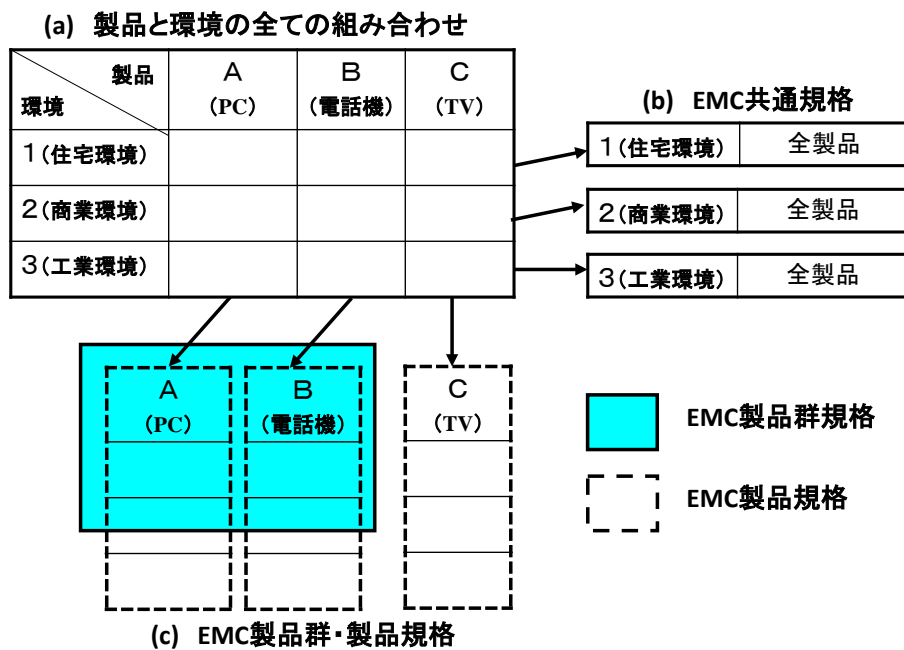 (a) 製品と環境の全ての組み合わせ
製品
環境
A
(PC)
B
(電話機)
C
(TV)
1(住宅環境)
2(商業環境)
3(工業環境)
(b) EMC共通規格
1(住宅環境) 全製品
2(商業環境) 全製品
3(工業環境) 全製品
A
(PC)
B
(電話機)
C
(TV)
EMC製品群規格
EMC製品規格
(c) EMC製品群・製品規格